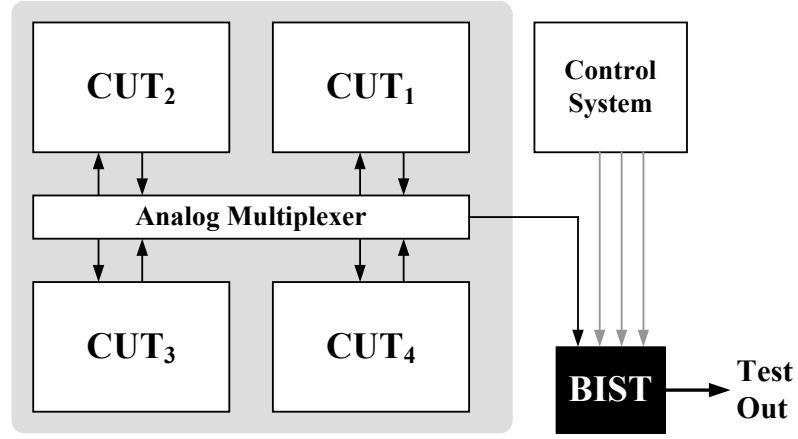 CUT₂
CUT₁
Control
System
Analog Multiplexer
CUT₃
CUT₄
BIST
Test
Out